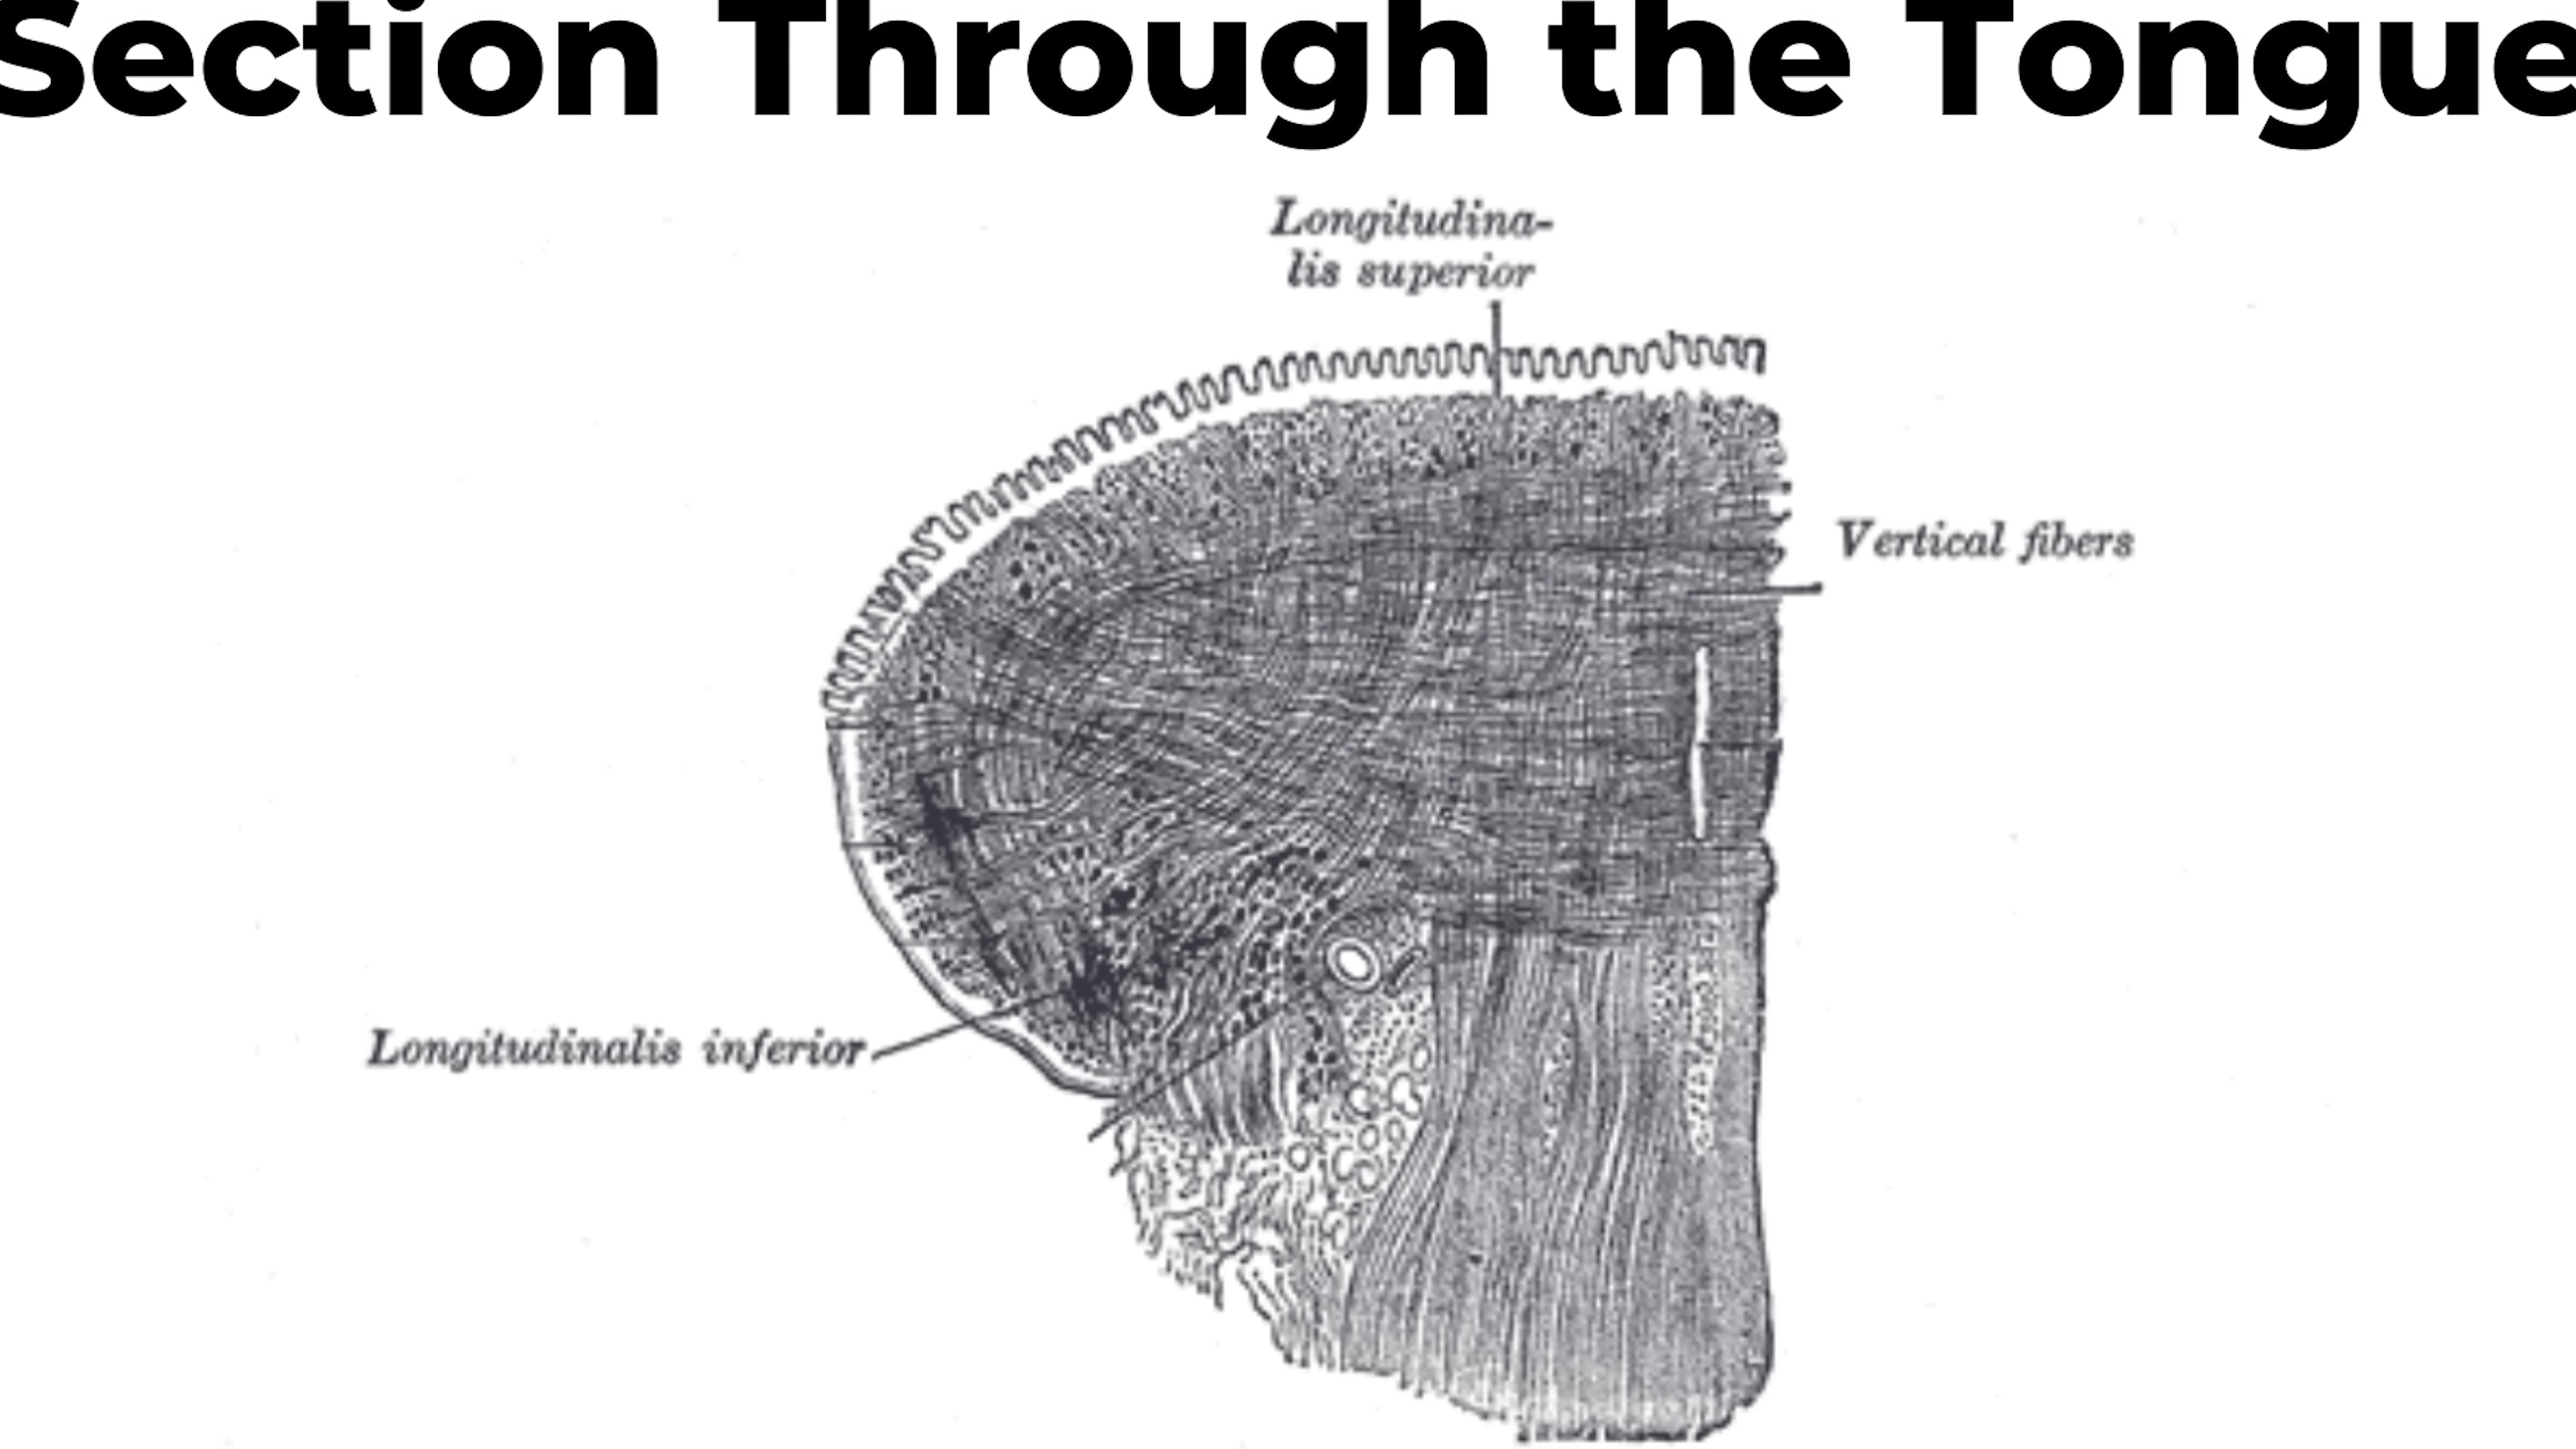 Section Through the Tongue
Longitudina-
lis superior
Vertical fibers
Longitudinalis inferior